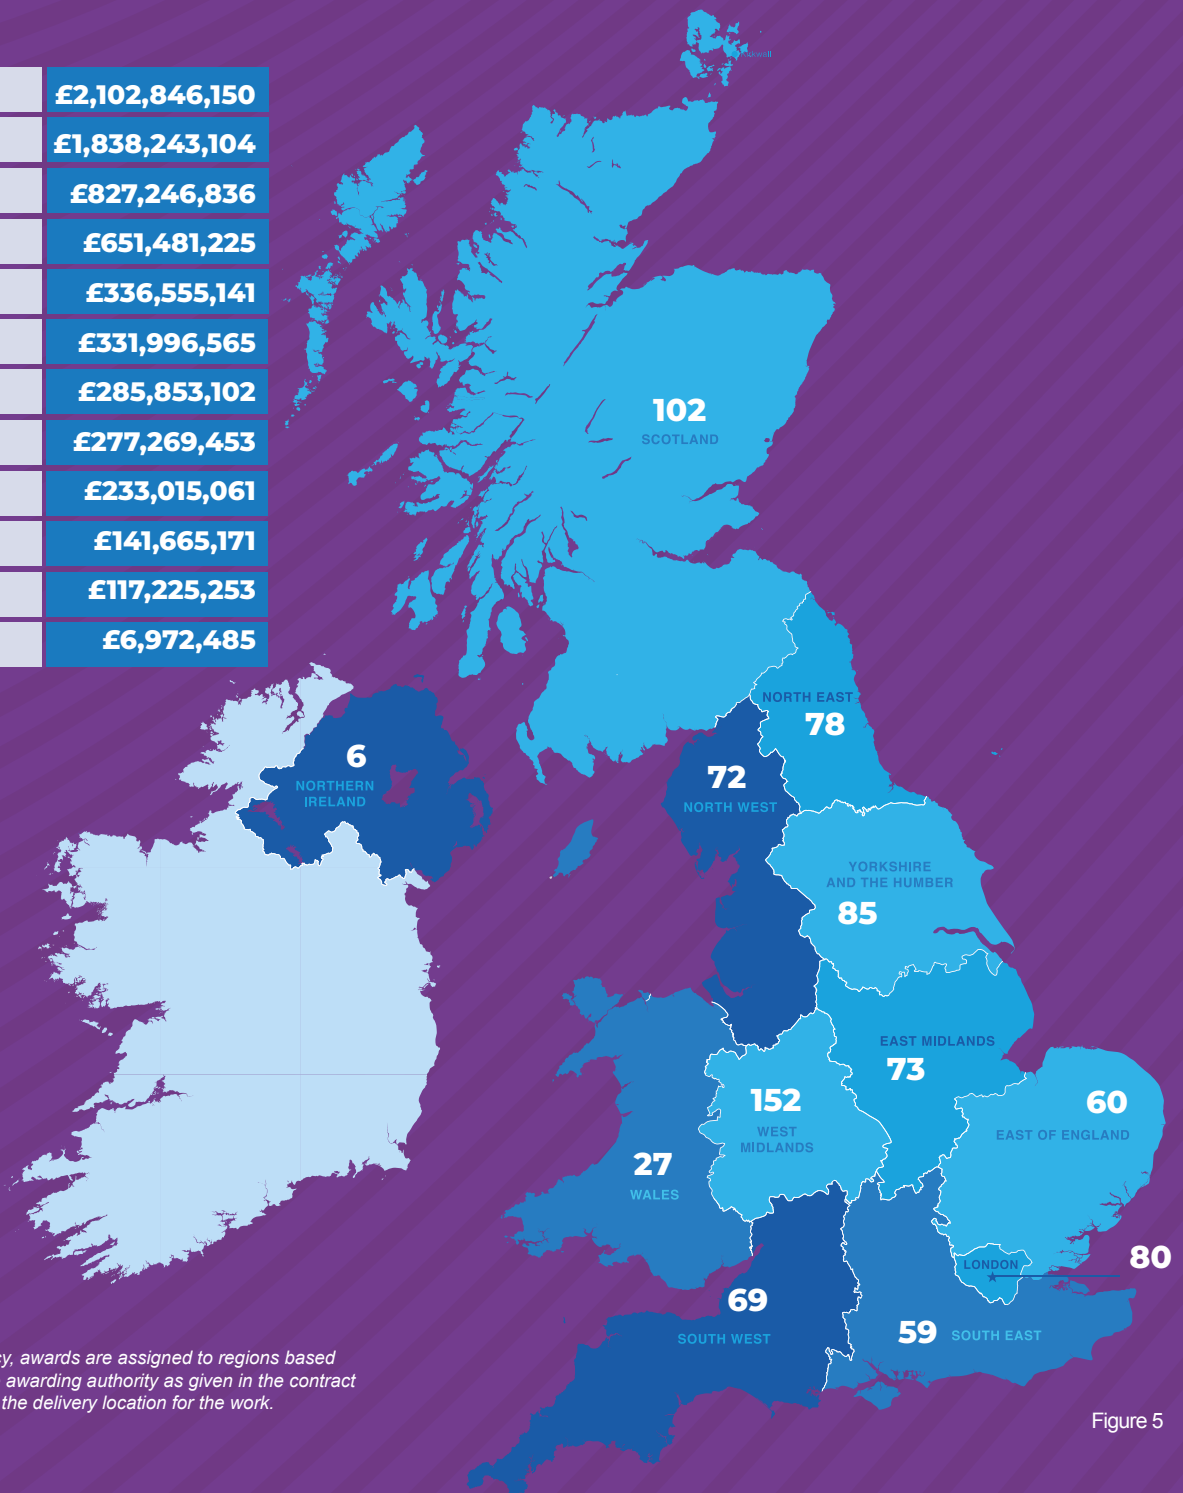 £2,102,846,150
£1,838,243,104
£827,246,836
£651,481,225
£336,555,141
£331,996,565
£285,853,102
£277,269,453
£233,015,061
£141,665,171
£117,225,253
£6,972,485
102
SCOTLAND
NORTH EAST
78
6
NORTHERN
IRELAND
72
NORTH WEST
YORKSHIRE
AND THE HUMBER
85
EAST MIDLANDS
73
152
WEST
MIDLANDS
60
EAST OF ENGLAND
27
WALES
LONDON
80
69
SOUTH WEST
59 SOUTH EAST
awards are assigned to regions based
awarding authority as given in the contract
the delivery location for the work.
Figure 5